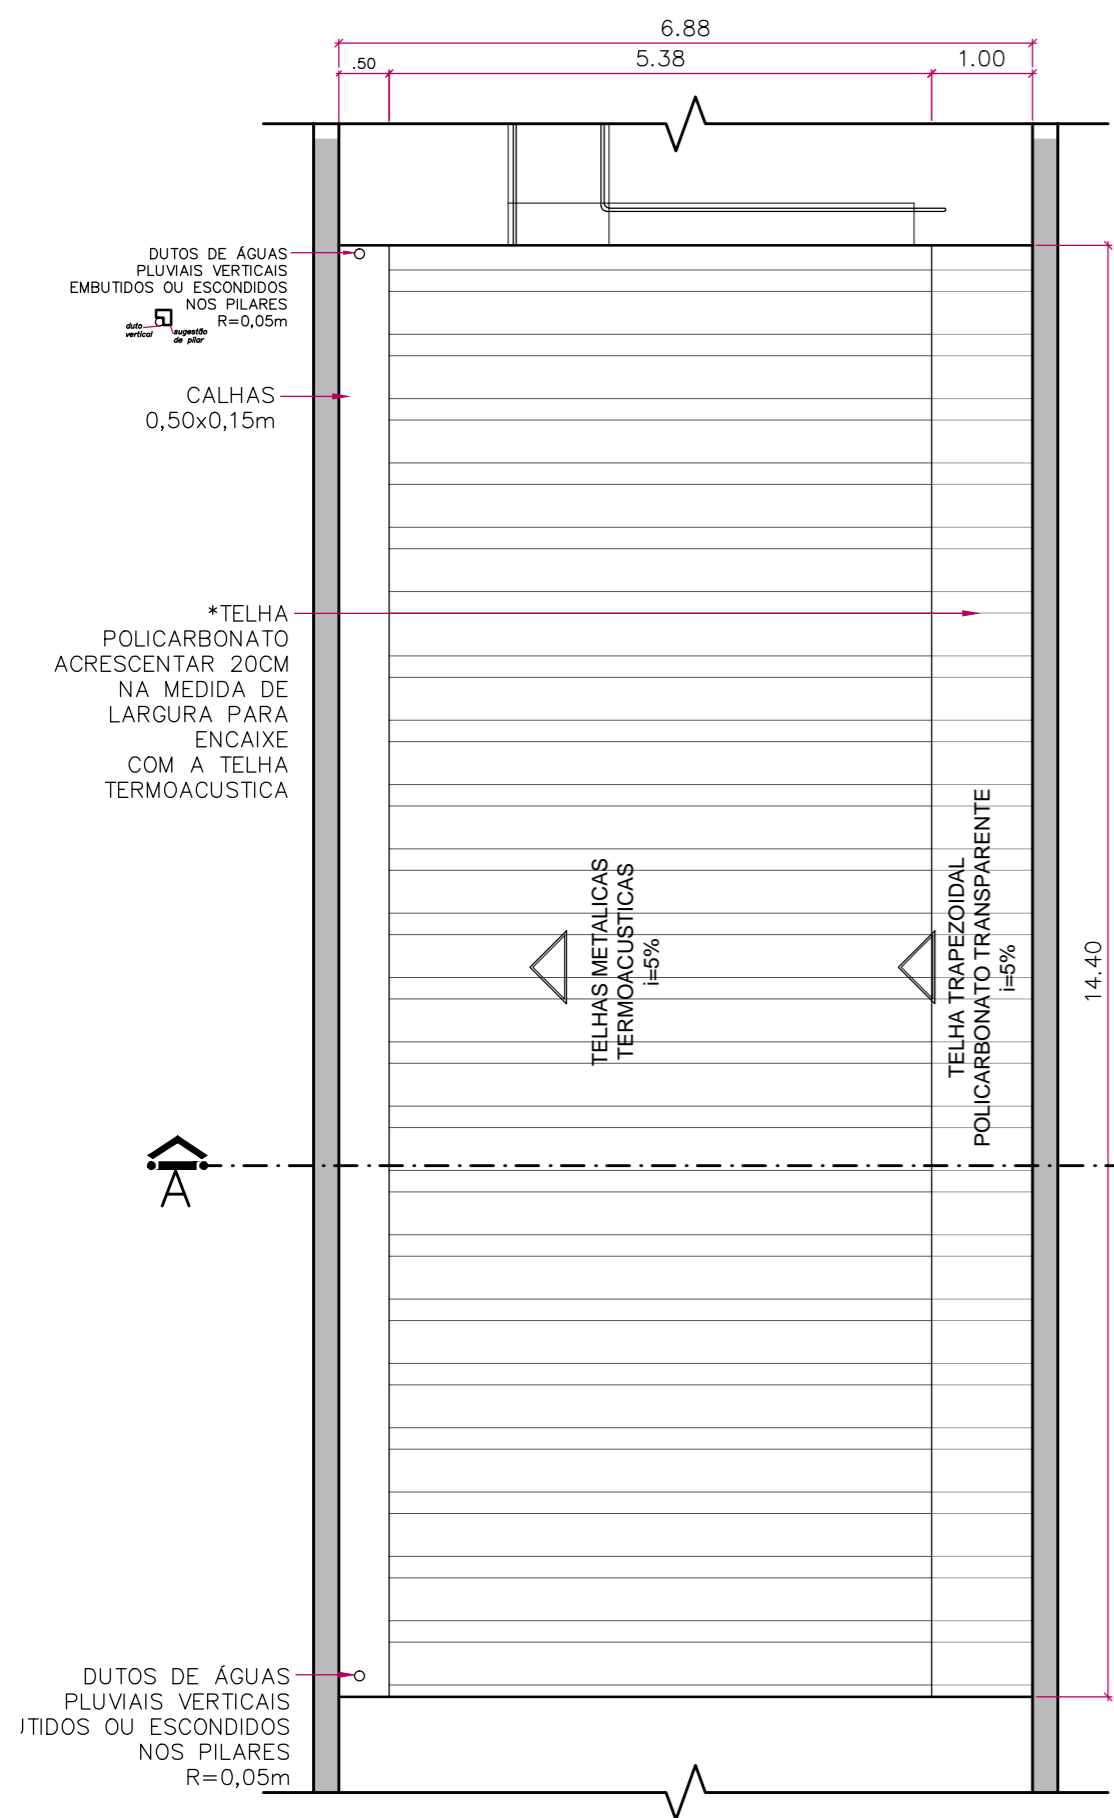 6.88
.50
5.38
1.00
DUTOS DE ÁGUAS
PLUVIAIS VERTICAIS
EMBUTIDOS OU ESCONDIDOS
NOS PILARES
R=0,05m
duto
vertical
sugestão
de pilar
CALHAS
0,50x0,15m
*TELHA
POLICARBONATO
ACRESCENTAR 20CM
NA MEDIDA DE
LARGURA PARA
ENCAIXE
COM A TELHA
TERMOACUSTICA
TELHAS METALICAS
TERMOACUSTICAS
i=5%
TELHA TRAPEZOIDAL
POLICARBONATO TRANSPARENTE
i=5%
14.40
A
DUTOS DE ÁGUAS
PLUVIAIS VERTICAIS
JTIDOS OU ESCONDIDOS
NOS PILARES
R=0,05m